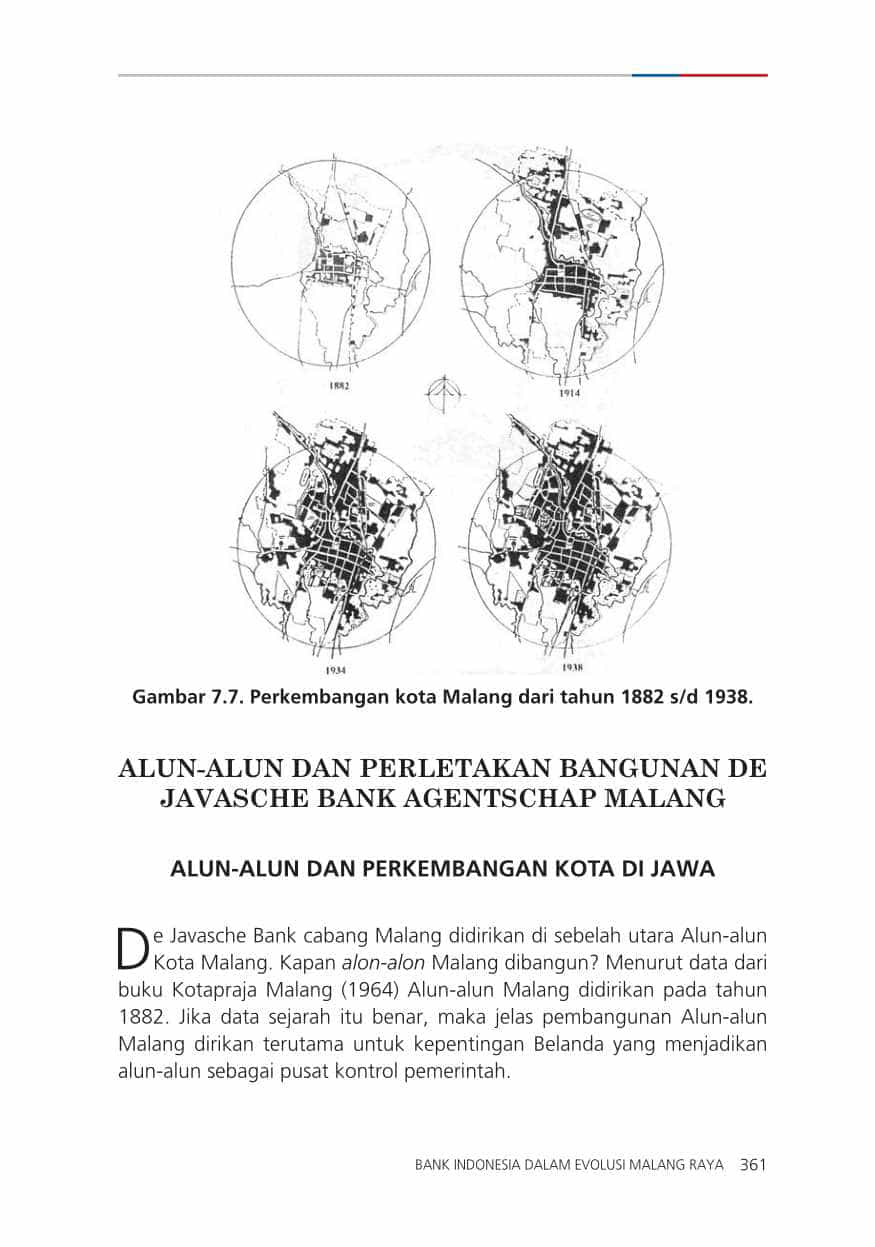 1882
1914
1934
1938
Gambar 7.7. Perkembangan kota Malang dari tahun 1882 s/d 1938.
ALUN-ALUN DAN PERLETAKAN BANGUNAN DE
JAVASCHE BANK AGENTSCHAP MALANG
ALUN-ALUN DAN PERKEMBANGAN KOTA DI JAWA
De Javasche Bank cabang Malang didirikan di sebelah utara Alun-alun
Kota Malang. Kapan alon-alon Malang dibangun? Menurut data dari
buku Kotapraja Malang (1964) Alun-alun Malang didirikan pada tahun
1882. Jika data sejarah itu benar, maka jelas pembangunan Alun-alun
Malang dirikan terutama untuk kepentingan Belanda yang menjadikan
alun-alun sebagai pusat kontrol pemerintah.
BANK INDONESIA DALAM EVOLUSI MALANG RAYA 361